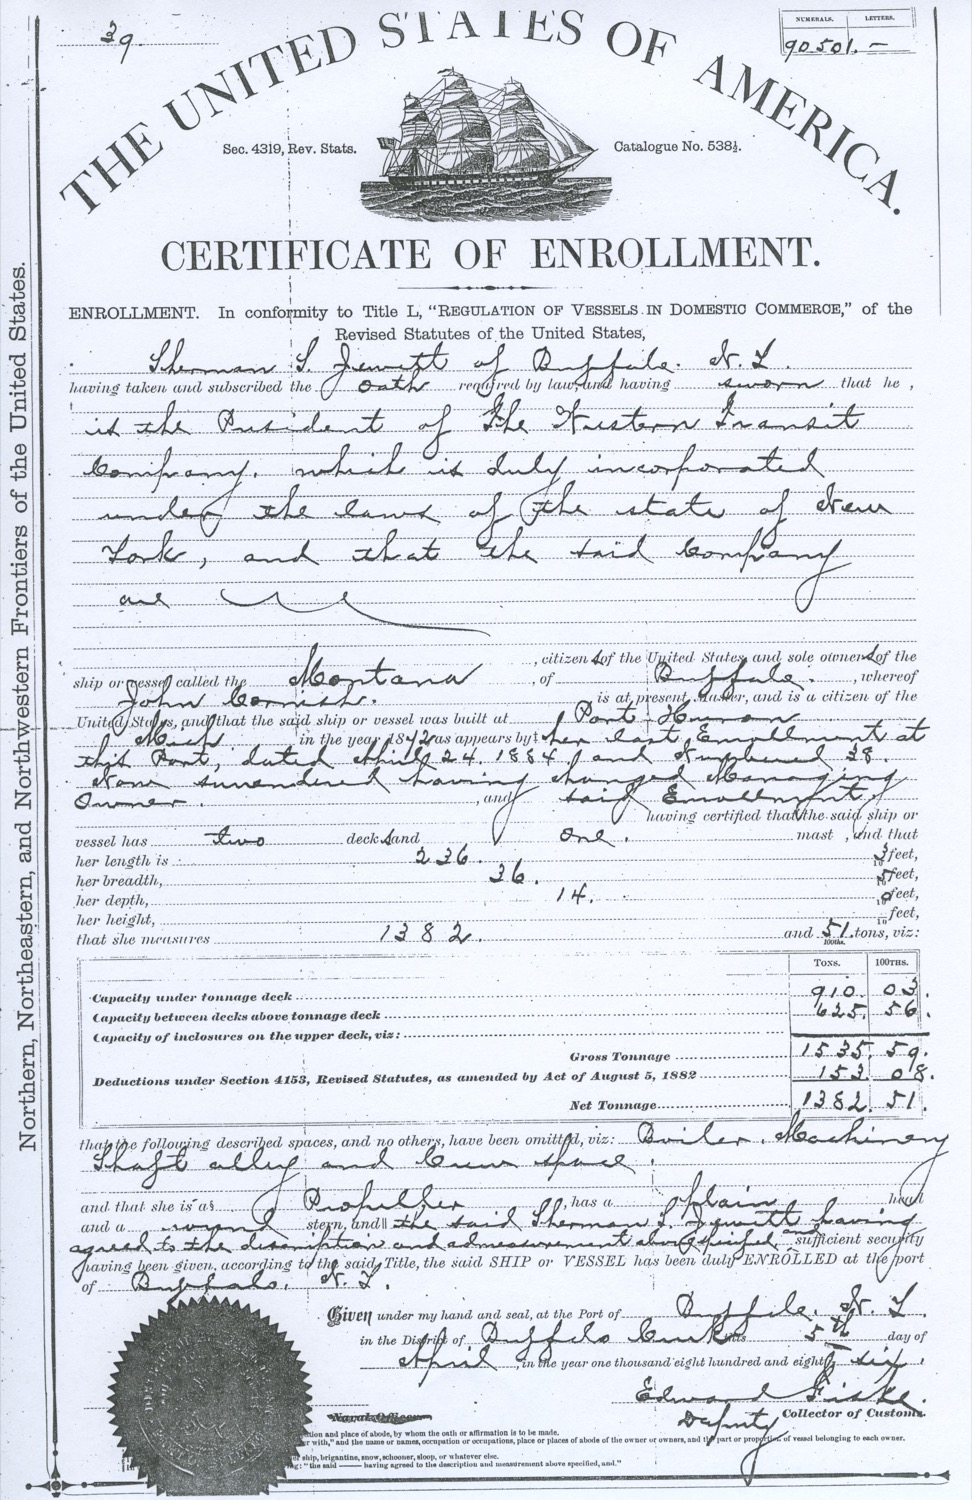 39.
NUMERALS. LETTERS.
90501. —
THE UNITED STATES OF AMERICA.
Sec. 4319, Rev. Stats. Catalogue No. 538½.
CERTIFICATE OF ENROLLMENT.
ENROLLMENT. In conformity to Title L, "REGULATION OF VESSELS IN DOMESTIC COMMERCE," of the
Revised Statutes of the United States,
Sherman S. Jewett of Buffalo. N. Y.
having taken and subscribed the oath required by law, and having sworn that he,
is the President of The Western Transit
Company. which is duly incorporated
under the laws of the state of New
York, and that the said Company
are
, citizen s of the United States, and sole owner s of the
ship or vessel called the Montana, of Buffalo., whereof
John Cornish. is at present master, and is a citizen of the
United States, and that the said ship or vessel was built at Port Huron
Mich. in the year 1872 as appears by‡ her last Enrollment at
this Port, dated April 24. 1884 and Numbered 38.
Now surrendered having changed Managing
Owner., and said Enrollment,
having certified that the said ship or
vessel has two decks and one. mast, and that
her length is 236. 3/10 feet,
her breadth, 36. 5/10 feet,
her depth, 14. 0/10 feet,
her height, /10 feet,
that she measures 1382. and 51./100ths. tons, viz:
TONS. 100THS.
Capacity under tonnage deck 910 03.
Capacity between decks above tonnage deck 625. 56.
Capacity of inclosures on the upper deck, viz:
Gross Tonnage 1535. 59.
Deductions under Section 4153, Revised Statutes, as amended by Act of August 5, 1882 153. 08.
Net Tonnage 1382. 51.
that the following described spaces, and no others, have been omitted, viz: Boiler. Machinery
Shaft alley and Crew space.
and that she is a§ Propeller, has a plain head
and a round stern, and‖ the said Sherman S. Jewett having
agreed to the description and admeasurement above specified, and sufficient security
having been given, according to the said Title, the said SHIP or VESSEL has been duly ENROLLED at the port
of Buffalo. N. Y.
Given under my hand and seal, at the Port of Buffalo. N. Y.
in the District of Buffalo Creek this 5th day of
April, in the year one thousand eight hundred and eighty six.
Edward Fiske.
Naval Officer. Deputy Collector of Customs.
tion and place of abode, by whom the oath or affirmation is to be made.
r with," and the name or names, occupation or occupations, place or places of abode of the owner or owners, and the part or proportion of vessel belonging to each owner.
r ship, brigantine, snow, schooner, sloop, or whatever else.
g: "the said —— having agreed to the description and measurement above specified, and."
Northern, Northeastern, and Northwestern Frontiers of the United States.